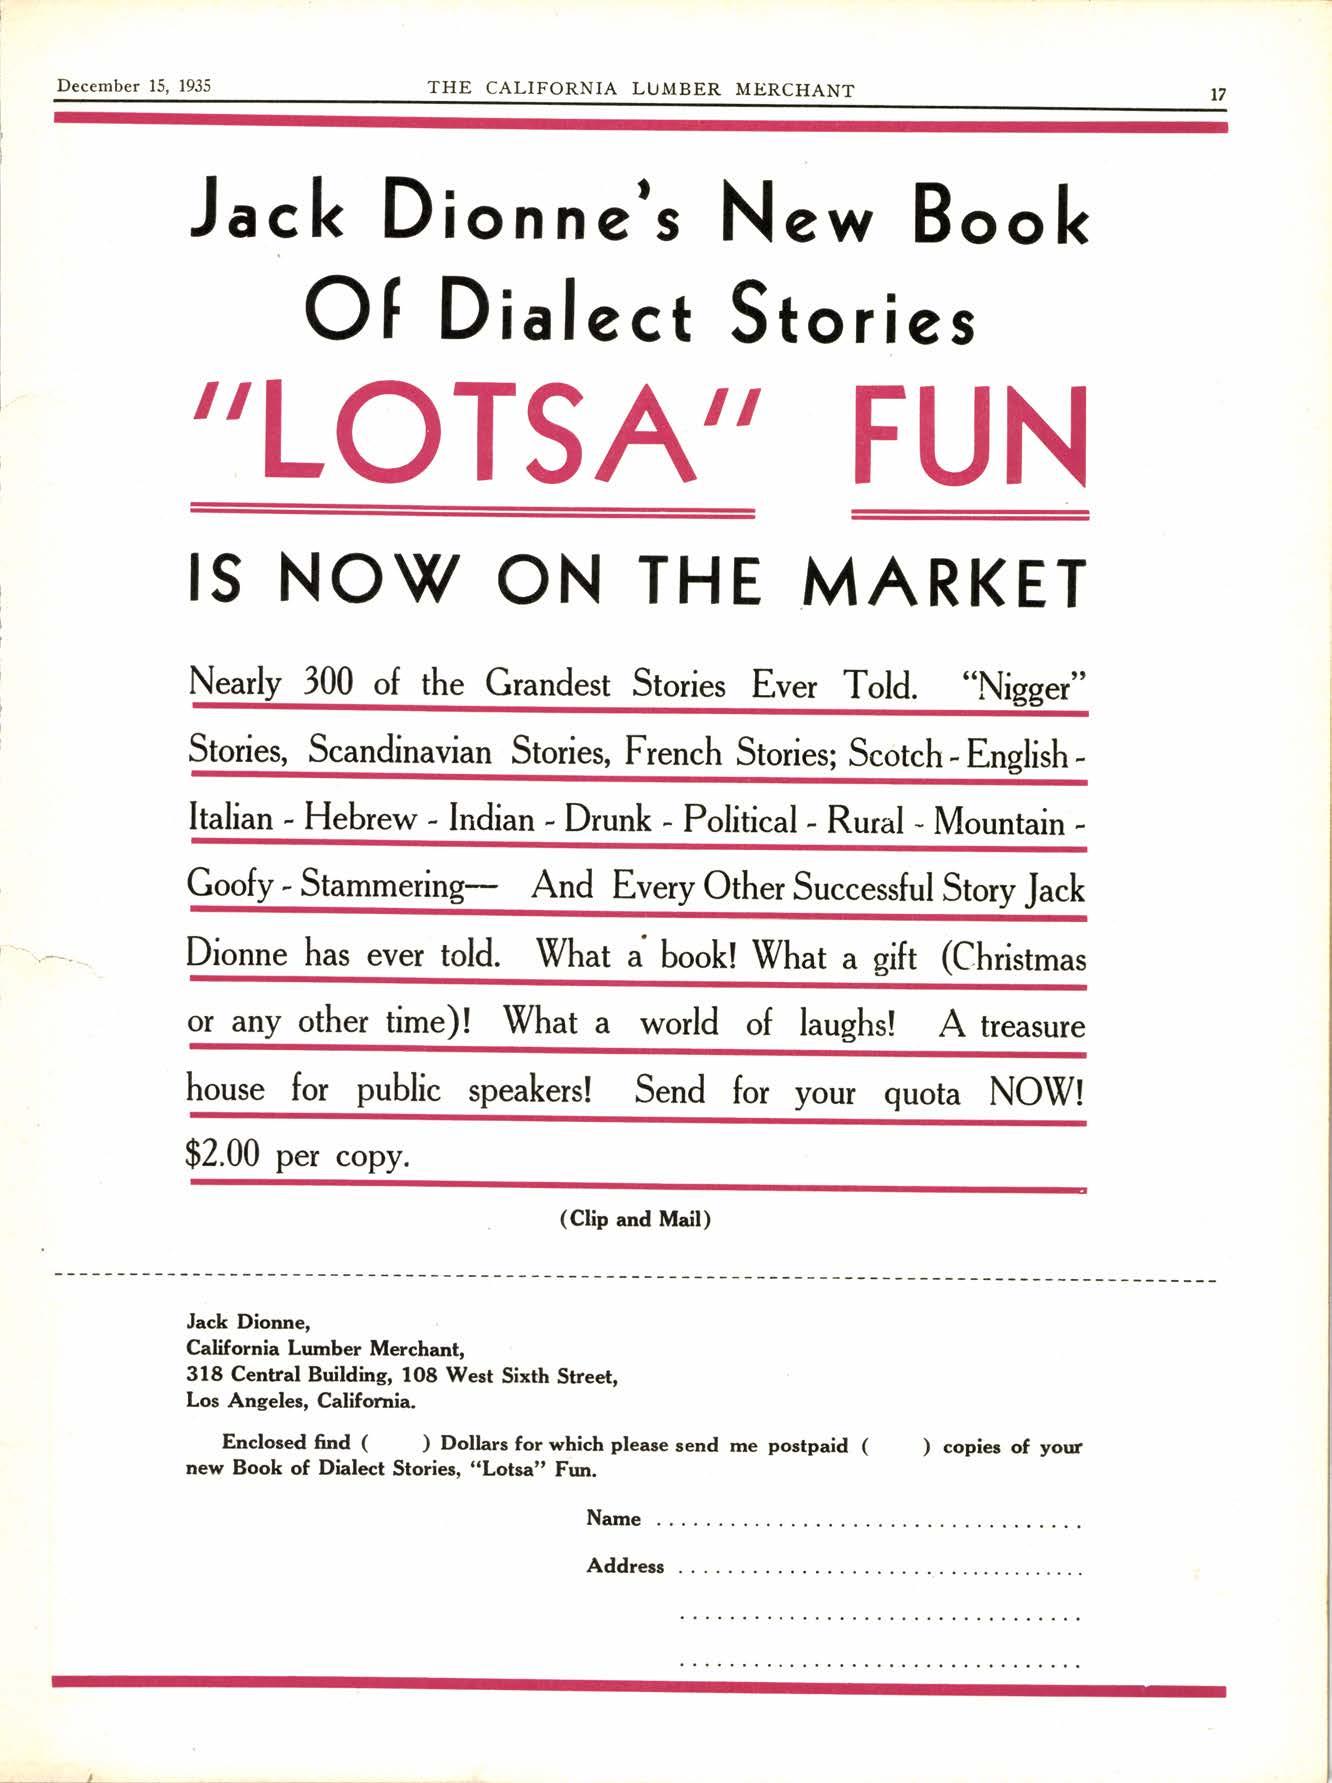 December 15, 1935 THE CALIFORNIA LUMBER MERCHANT 17
Jack Dionne's New Book
Of Dialect Stories
"LOTSA" FUN
IS NOW ON THE MARKET
Nearly 300 of the Grandest Stories Ever Told. "Nigger"
Stories, Scandinavian Stories, French Stories; Scotch - English -
Italian - Hebrew - Indian - Drunk - Political - Rural - Mountain -
Goofy - Stammering— And Every Other Successful Story Jack
Dionne has ever told. What a book! What a gift (Christmas
or any other time)! What a world of laughs! A treasure
house for public speakers! Send for your quota NOW!
$2.00 per copy.
(Clip and Mail)
Jack Dionne,
California Lumber Merchant,
318 Central Building, 108 West Sixth Street,
Los Angeles, California.
Enclosed find ( ) Dollars for which please send me postpaid ( ) copies of your
new Book of Dialect Stories, "Lotsa" Fun.
Name ...................................
Address .................................
.................................
.................................